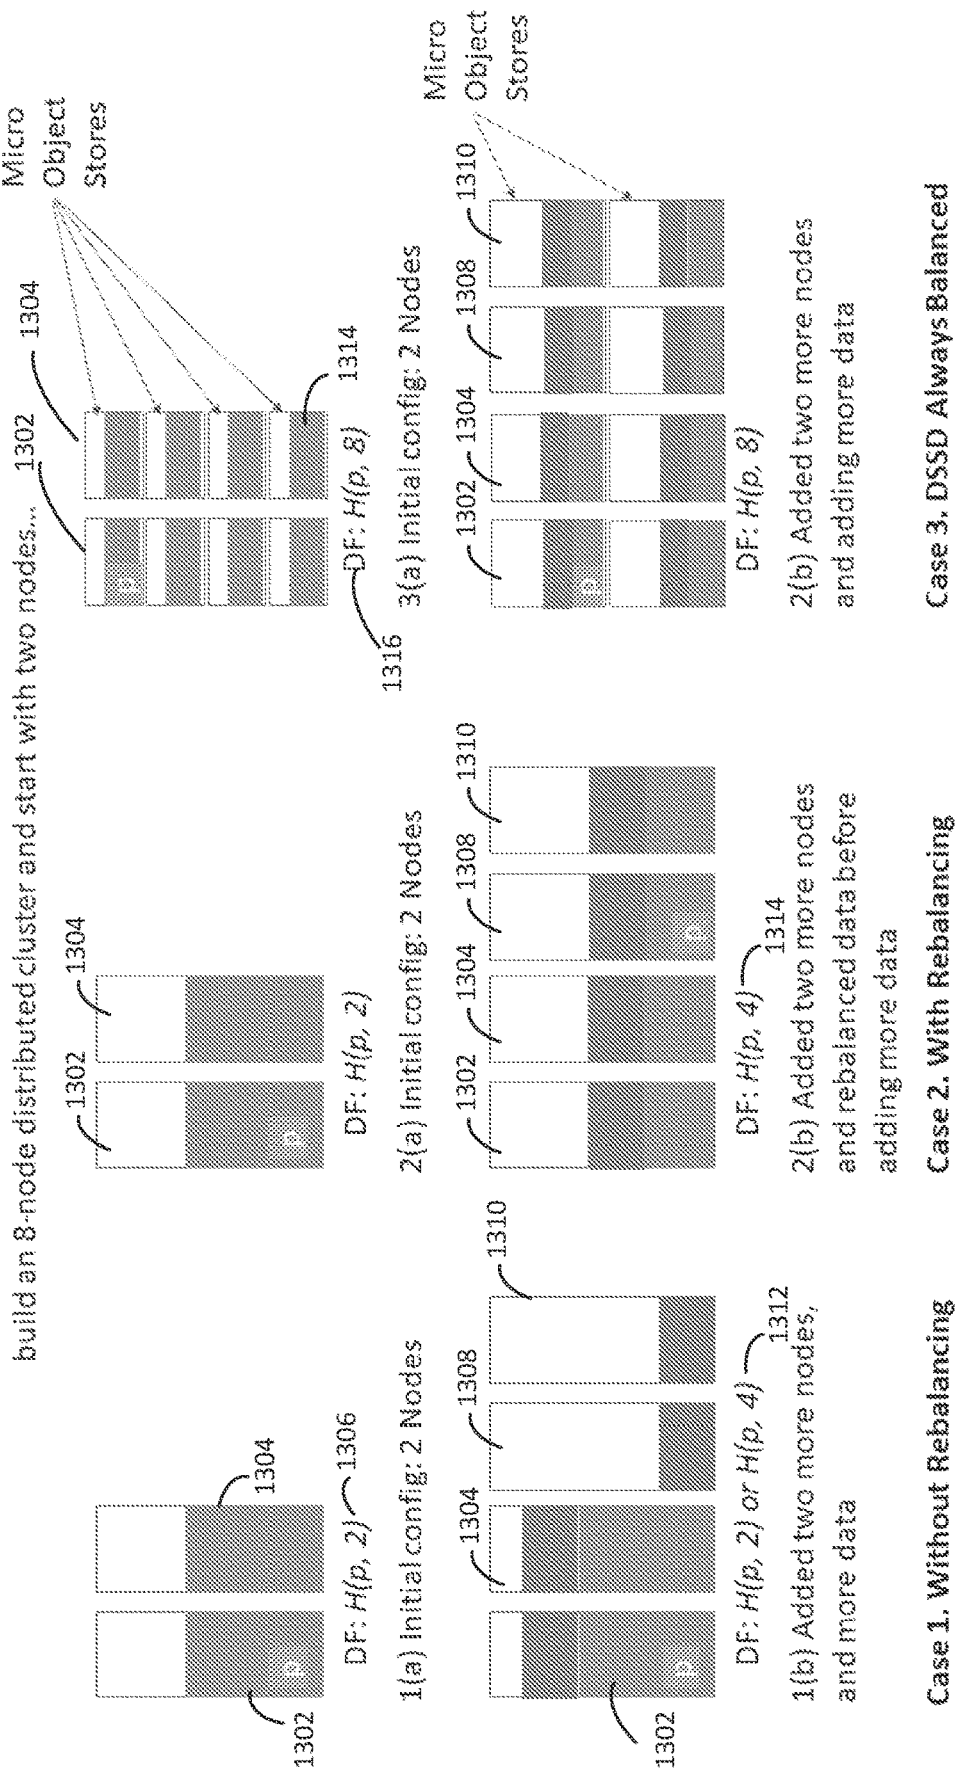 build an 8-node distributed cluster and start with two nodes...
1302
1304
p
DF: H(p, 2)
1306
1(a) Initial config: 2 Nodes
1302
1304
1308
1310
p
DF: H(p, 2) or H(p, 4)
1312
1(b) Added two more nodes,
and more data
Case 1. Without Rebalancing
1302
1304
p
DF: H(p, 2)
2(a) Initial config: 2 Nodes
1302
1304
1308
1310
p
DF: H(p, 4)
1314
2(b) Added two more nodes
and rebalanced data before
adding more data
Case 2. With Rebalancing
1302
1304
Micro
Object
Stores
p
1314
DF: H(p, 8)
1316
3(a) Initial config: 2 Nodes
1302
1304
1308
1310
Micro
Object
Stores
p
DF: H(p, 8)
2(b) Added two more nodes
and adding more data
Case 3. DSSD Always Balanced